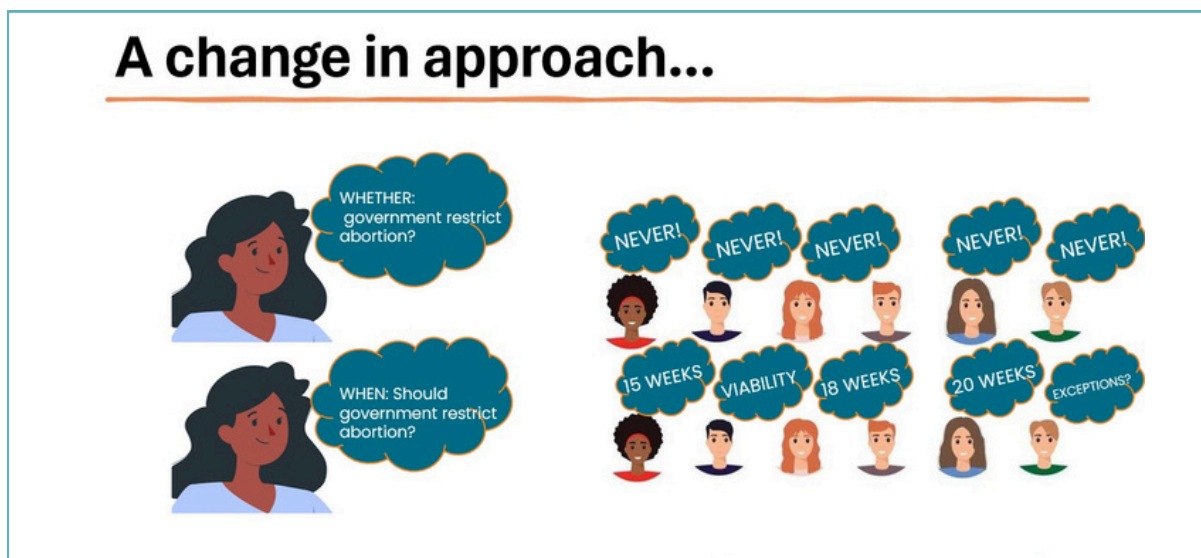 A change in approach...
WHETHER:
government restrict
abortion?
NEVER!
NEVER!
NEVER!
NEVER!
NEVER!
WHEN: Should
government restrict
abortion?
15 WEEKS
VIABILITY
18 WEEKS
20 WEEKS
EXCEPTIONS?